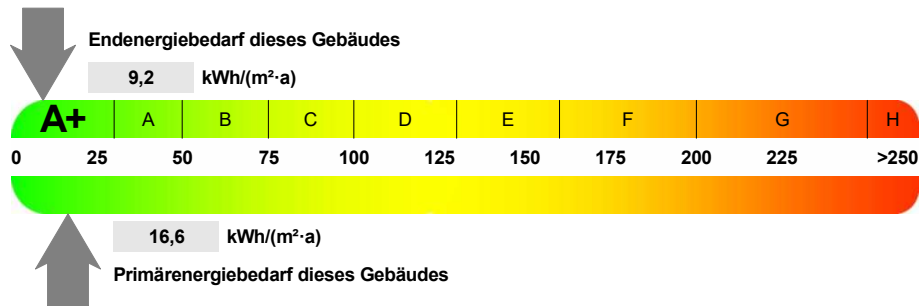 Endenergiebedarf dieses Gebäudes
9,2 kWh/(m²·a)
A+ A B C D E F G H
0 25 50 75 100 125 150 175 200 225 >250
16,6 kWh/(m²·a)
Primärenergiebedarf dieses Gebäudes